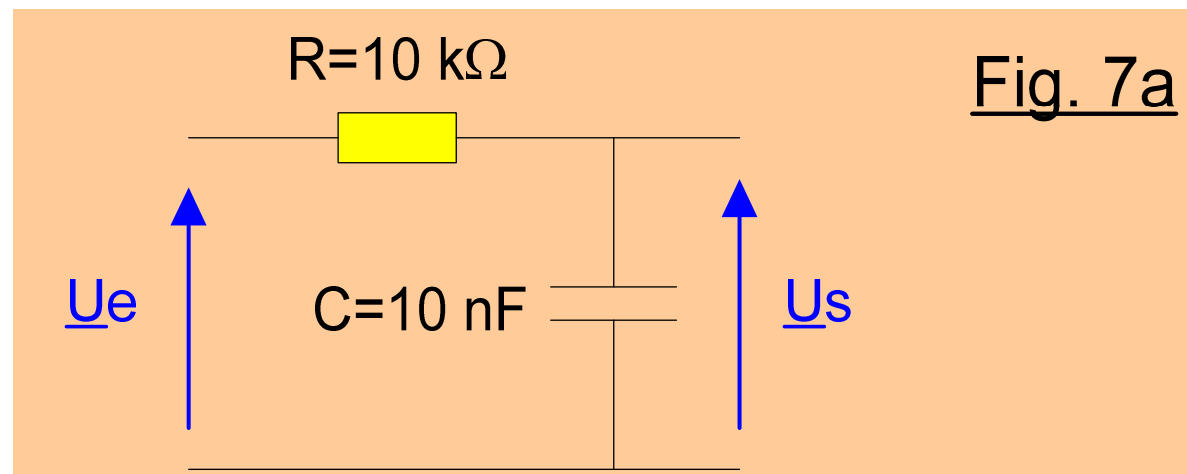 R=10 kΩ
Fig. 7a
Ue
C=10 nF
Us